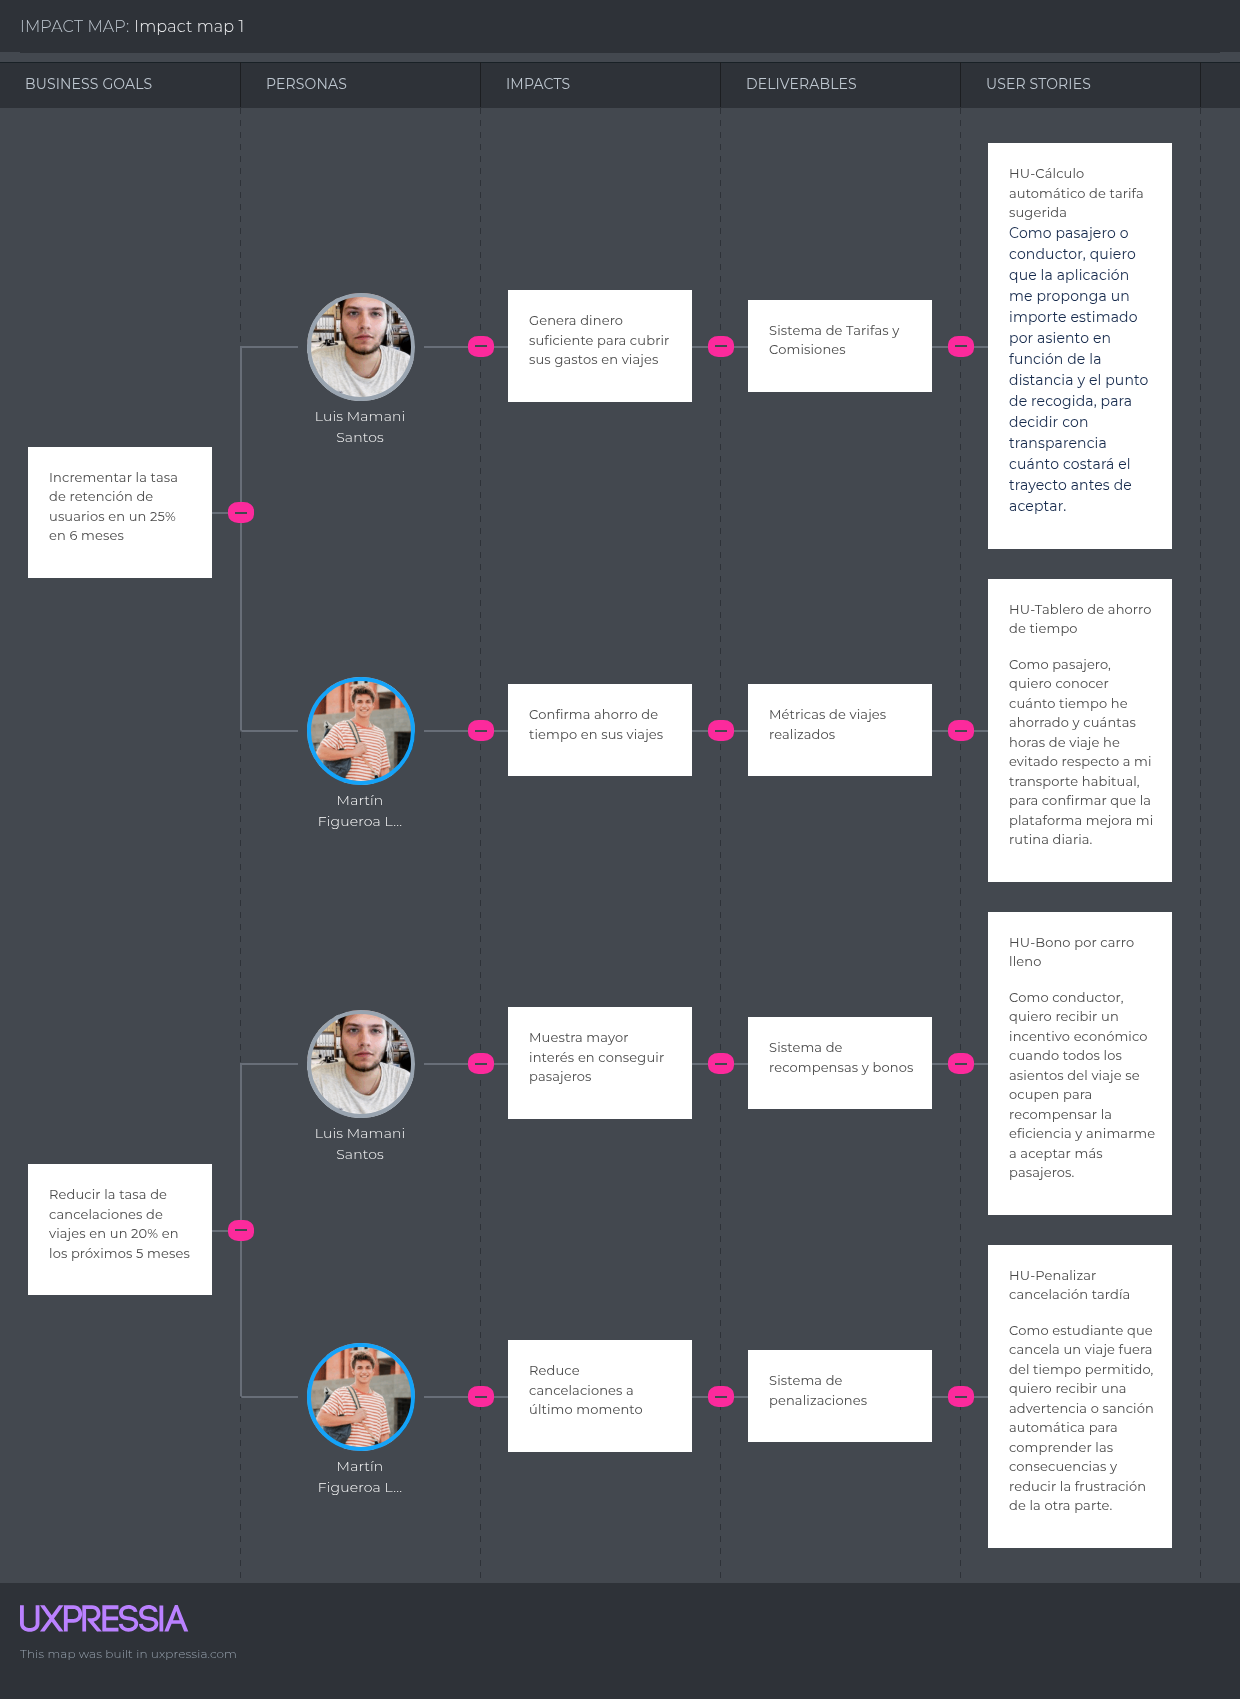 IMPACT MAP: Impact map 1
BUSINESS GOALS
PERSONAS
IMPACTS
DELIVERABLES
USER STORIES
Incrementar la tasa
de retención de
usuarios en un 25%
en 6 meses
Luis Mamani
Santos
Genera dinero
suficiente para cubrir
sus gastos en viajes
Sistema de Tarifas y
Comisiones
HU-Cálculo
automático de tarifa
sugerida
Como pasajero o
conductor, quiero
que la aplicación
me proponga un
importe estimado
por asiento en
función de la
distancia y el punto
de recogida, para
decidir con
transparencia
cuánto costará el
trayecto antes de
aceptar.
Martín
Figueroa L...
Confirma ahorro de
tiempo en sus viajes
Métricas de viajes
realizados
HU-Tablero de ahorro
de tiempo
Como pasajero,
quiero conocer
cuánto tiempo he
ahorrado y cuántas
horas de viaje he
evitado respecto a mi
transporte habitual,
para confirmar que la
plataforma mejora mi
rutina diaria.
Reducir la tasa de
cancelaciones de
viajes en un 20% en
los próximos 5 meses
Luis Mamani
Santos
Muestra mayor
interés en conseguir
pasajeros
Sistema de
recompensas y bonos
HU-Bono por carro
lleno
Como conductor,
quiero recibir un
incentivo económico
cuando todos los
asientos del viaje se
ocupen para
recompensar la
eficiencia y animarme
a aceptar más
pasajeros.
Martín
Figueroa L...
Reduce
cancelaciones a
último momento
Sistema de
penalizaciones
HU-Penalizar
cancelación tardía
Como estudiante que
cancela un viaje fuera
del tiempo permitido,
quiero recibir una
advertencia o sanción
automática para
comprender las
consecuencias y
reducir la frustración
de la otra parte.
UXPRESSIA
This map was built in uxpressia.com